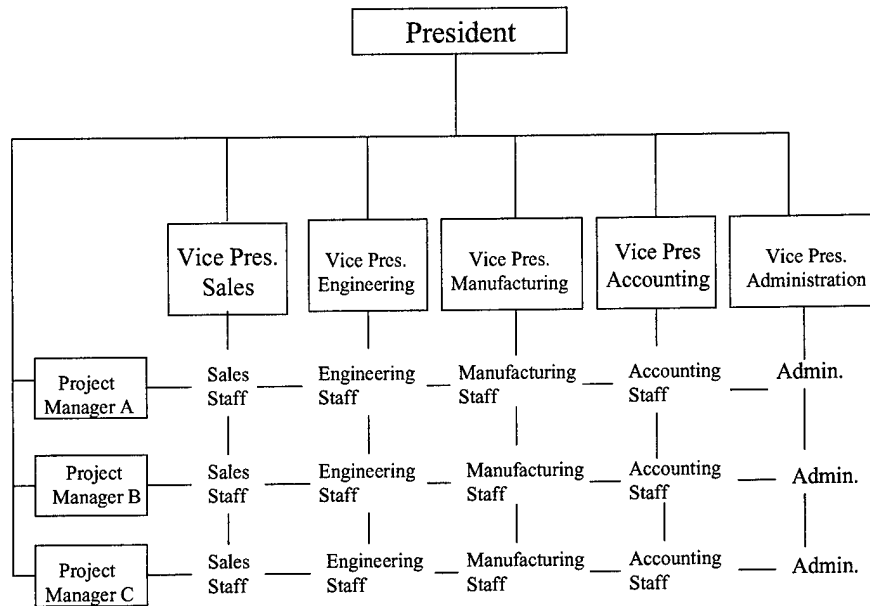 President
Vice Pres.
Sales
Vice Pres.
Engineering
Vice Pres.
Manufacturing
Vice Pres
Accounting
Vice Pres.
Administration
Project
Manager A
Sales
Staff
Engineering
Staff
Manufacturing
Staff
Accounting
Staff
Admin.
Project
Manager B
Sales
Staff
Engineering
Staff
Manufacturing
Staff
Accounting
Staff
Admin.
Project
Manager C
Sales
Staff
Engineering
Staff
Manufacturing
Staff
Accounting
Staff
Admin.